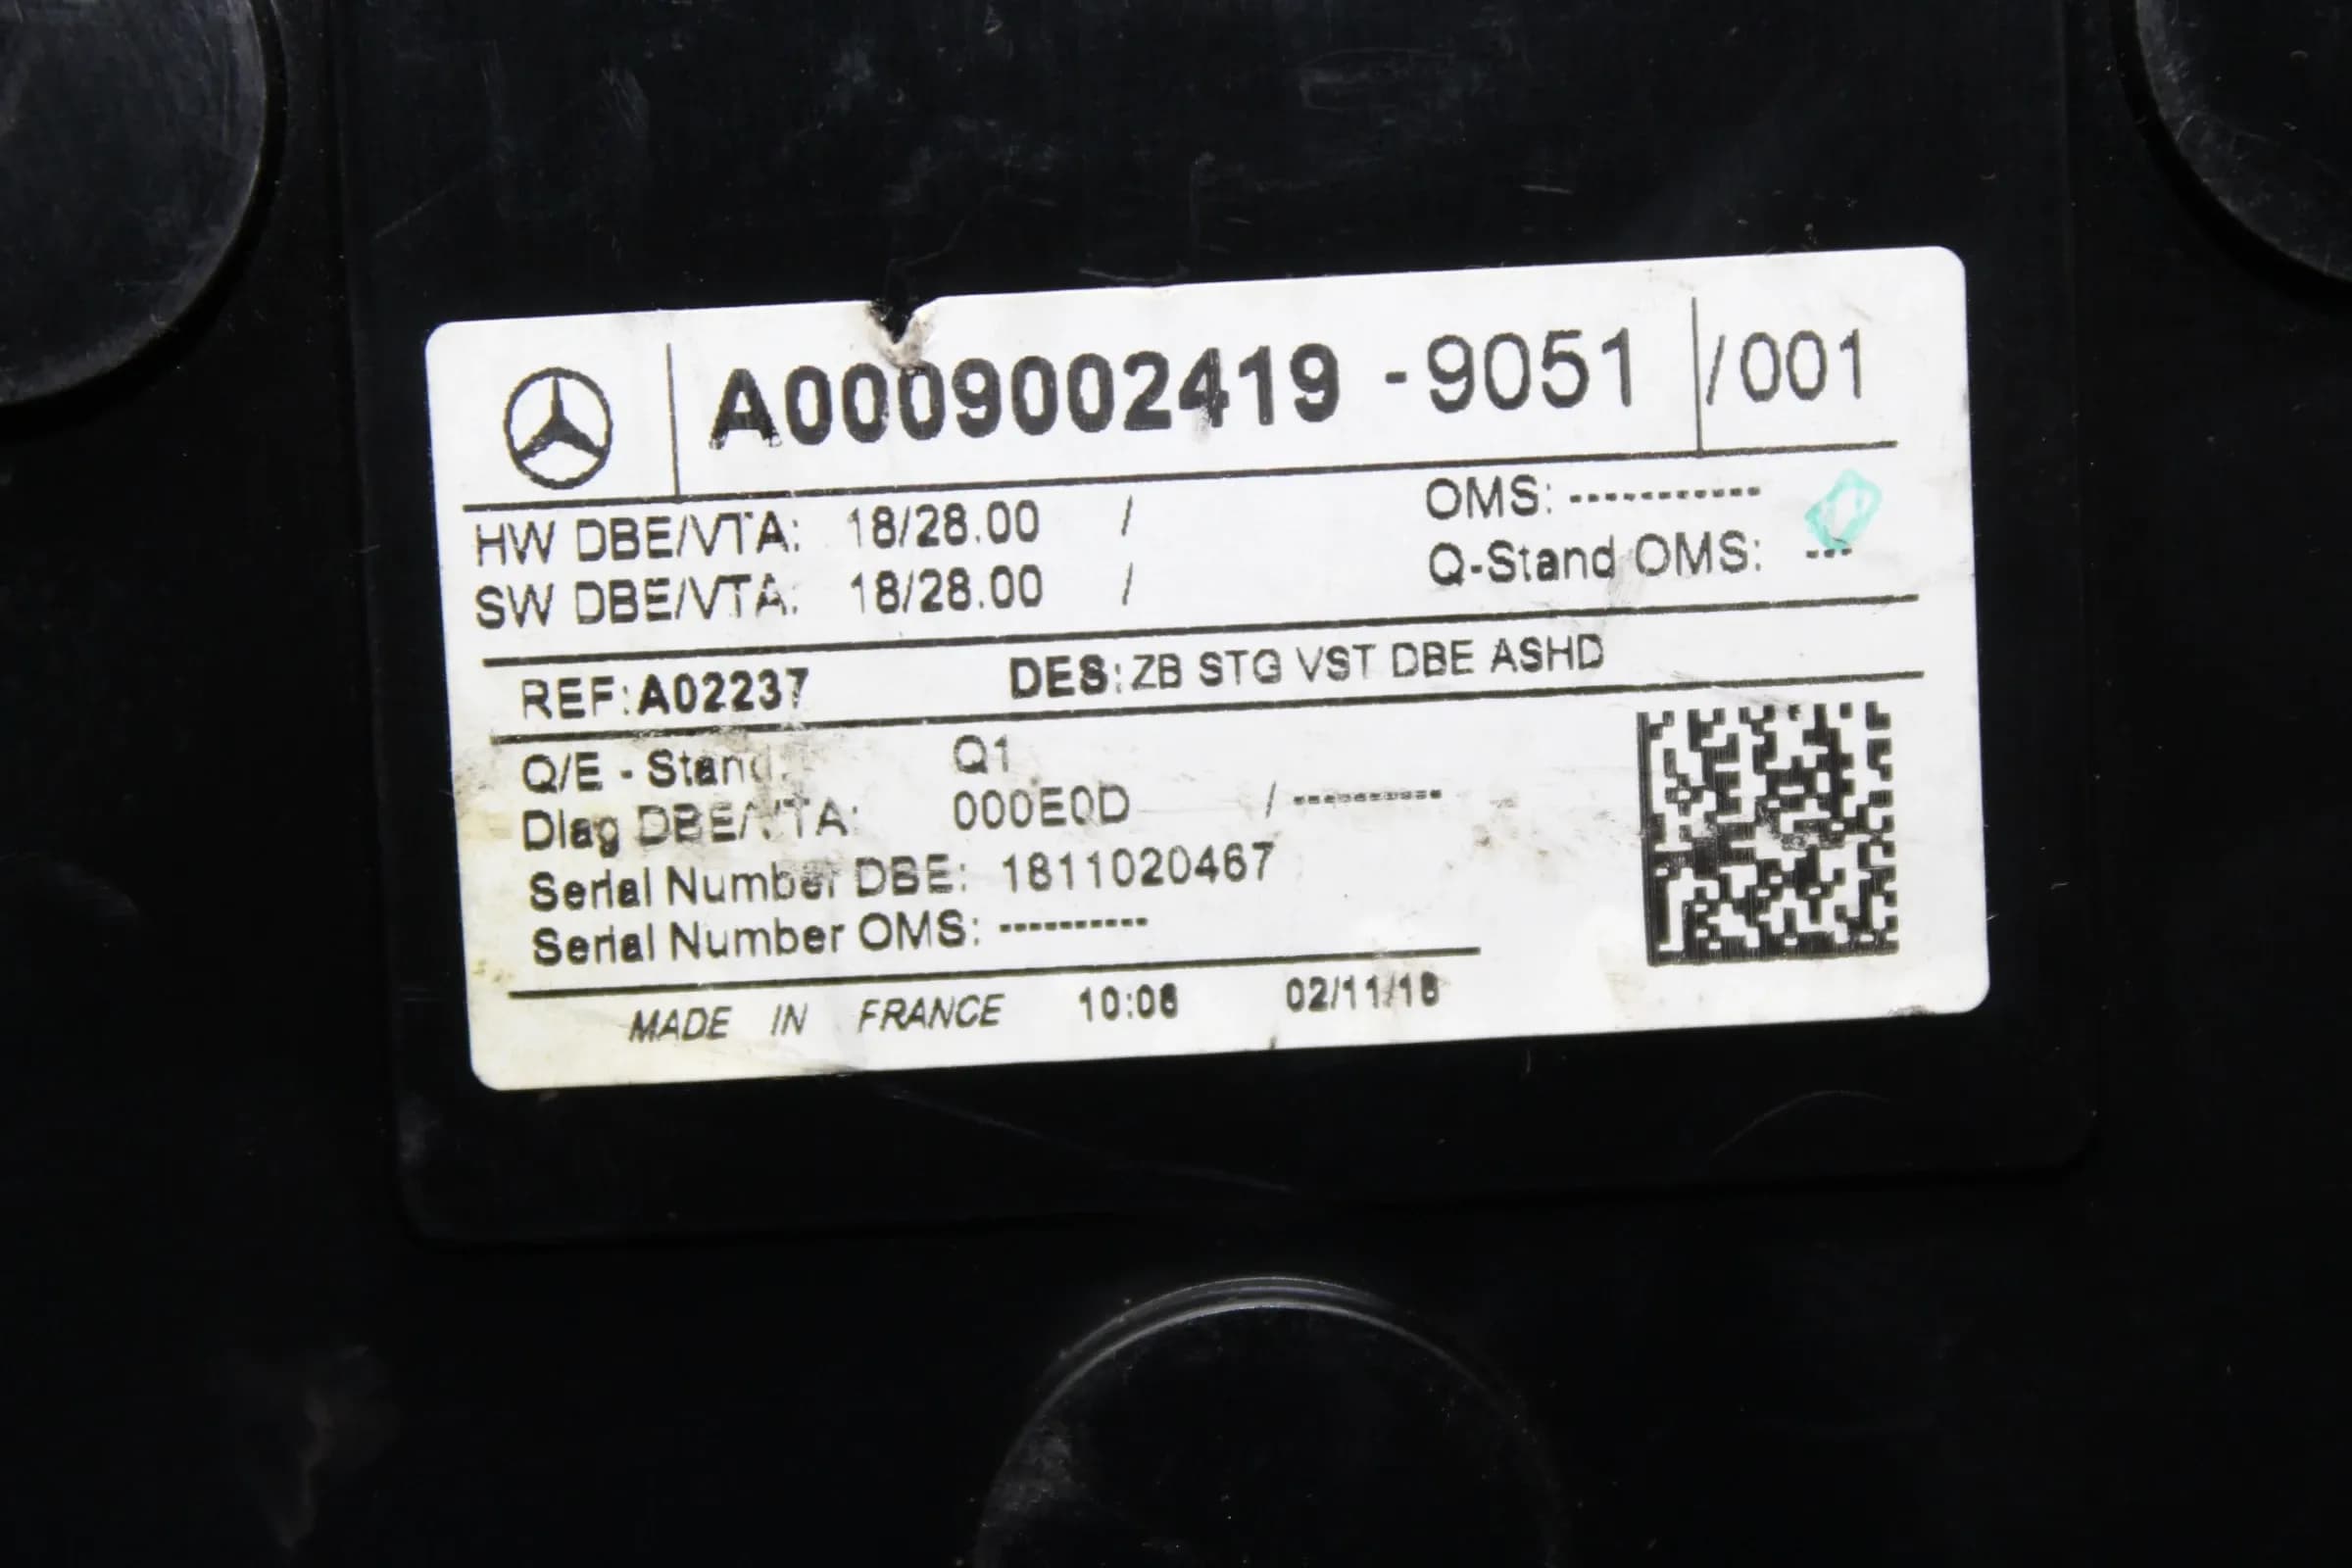 A0009002419 - 9051 /001
HW DBE/VTA: 18/28.00 / OMS: -----------
SW DBE/VTA: 18/28.00 / Q-Stand OMS: ---
REF: A02237 DES: ZB STG VST DBE ASHD
Q/E - Stand: Q1
Diag DBE/VTA: 000E0D / ----------
Serial Number DBE: 1811020467
Serial Number OMS: ----------
MADE IN FRANCE 10:08 02/11/18